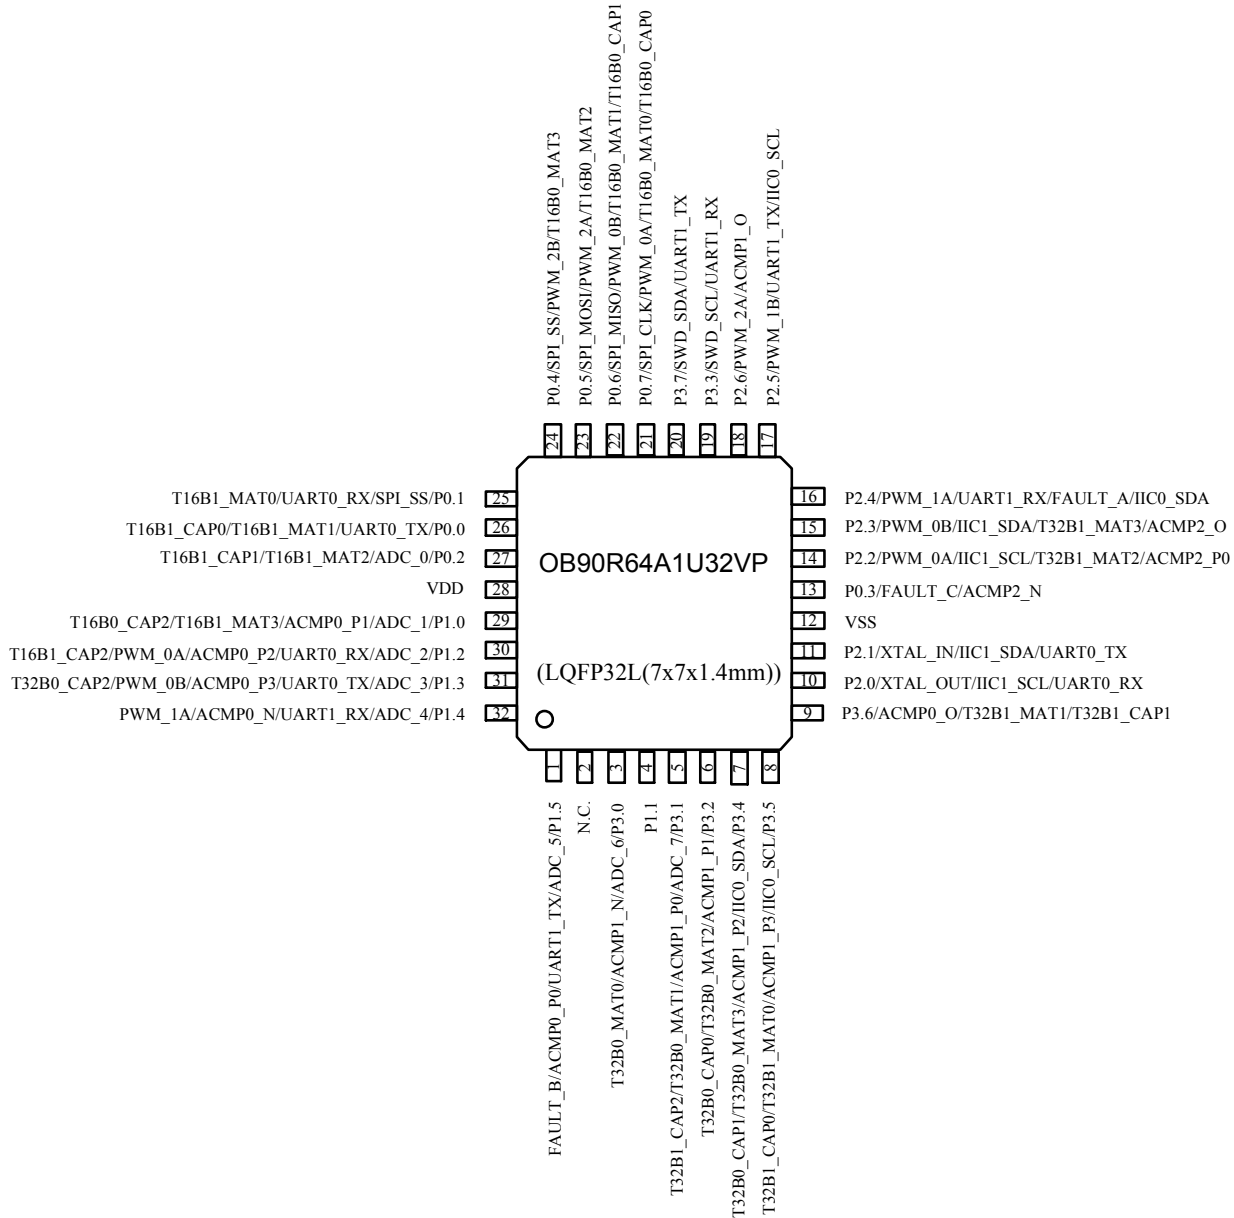 P0.4/SPI_SS/PWM_2B/T16B0_MAT3
P0.5/SPI_MOSI/PWM_2A/T16B0_MAT2
P0.6/SPI_MISO/PWM_0B/T16B0_MAT1/T16B0_CAP1
P0.7/SPI_CLK/PWM_0A/T16B0_MAT0/T16B0_CAP0
P3.7/SWD_SDA/UART1_TX
P3.3/SWD_SCL/UART1_RX
P2.6/PWM_2A/ACMP1_O
P2.5/PWM_1B/UART1_TX/IIC0_SCL
24
23
22
21
20
19
18
17
T16B1_MAT0/UART0_RX/SPI_SS/P0.1
25
T16B1_CAP0/T16B1_MAT1/UART0_TX/P0.0
26
T16B1_CAP1/T16B1_MAT2/ADC_0/P0.2
27
VDD
28
T16B0_CAP2/T16B1_MAT3/ACMP0_P1/ADC_1/P1.0
29
T16B1_CAP2/PWM_0A/ACMP0_P2/UART0_RX/ADC_2/P1.2
30
T32B0_CAP2/PWM_0B/ACMP0_P3/UART0_TX/ADC_3/P1.3
31
PWM_1A/ACMP0_N/UART1_RX/ADC_4/P1.4
32
OB90R64A1U32VP
(LQFP32L(7x7x1.4mm))
16
P2.4/PWM_1A/UART1_RX/FAULT_A/IIC0_SDA
15
P2.3/PWM_0B/IIC1_SDA/T32B1_MAT3/ACMP2_O
14
P2.2/PWM_0A/IIC1_SCL/T32B1_MAT2/ACMP2_P0
13
P0.3/FAULT_C/ACMP2_N
12
VSS
11
P2.1/XTAL_IN/IIC1_SDA/UART0_TX
10
P2.0/XTAL_OUT/IIC1_SCL/UART0_RX
9
P3.6/ACMP0_O/T32B1_MAT1/T32B1_CAP1
1
2
3
4
5
6
7
8
FAULT_B/ACMP0_P0/UART1_TX/ADC_5/P1.5
N.C.
T32B0_MAT0/ACMP1_N/ADC_6/P3.0
P1.1
T32B1_CAP2/T32B0_MAT1/ACMP1_P0/ADC_7/P3.1
T32B0_CAP0/T32B0_MAT2/ACMP1_P1/P3.2
T32B0_CAP1/T32B0_MAT3/ACMP1_P2/IIC0_SDA/P3.4
T32B1_CAP0/T32B1_MAT0/ACMP1_P3/IIC0_SCL/P3.5